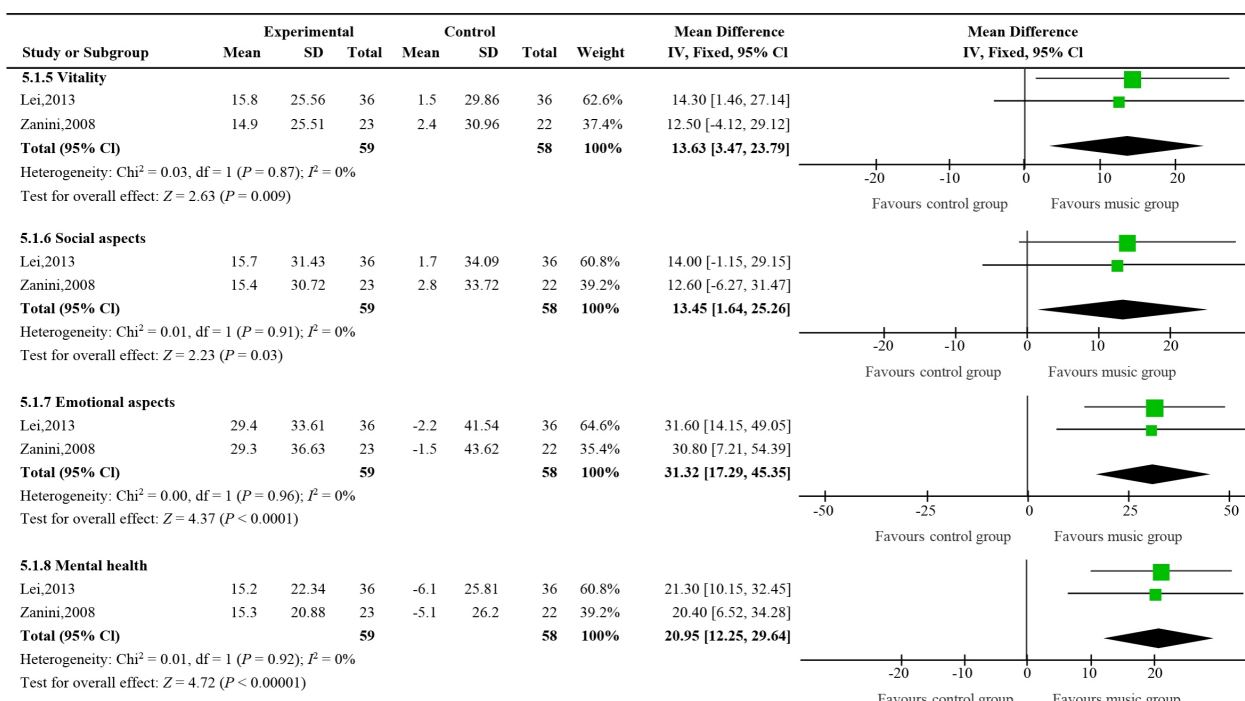 Experimental Control Mean Difference Mean Difference
Study or Subgroup Mean SD Total Mean SD Total Weight IV, Fixed, 95% Cl IV, Fixed, 95% Cl
5.1.5 Vitality
Lei,2013 15.8 25.56 36 1.5 29.86 36 62.6% 14.30 [1.46, 27.14]
Zanini,2008 14.9 25.51 23 2.4 30.96 22 37.4% 12.50 [-4.12, 29.12]
Total (95% Cl) 59 58 100% 13.63 [3.47, 23.79]
Heterogeneity: Chi² = 0.03, df = 1 (P = 0.87); I² = 0%
-20 -10 0 10 20
Test for overall effect: Z = 2.63 (P = 0.009)
Favours control group Favours music group
5.1.6 Social aspects
Lei,2013 15.7 31.43 36 1.7 34.09 36 60.8% 14.00 [-1.15, 29.15]
Zanini,2008 15.4 30.72 23 2.8 33.72 22 39.2% 12.60 [-6.27, 31.47]
Total (95% Cl) 59 58 100% 13.45 [1.64, 25.26]
Heterogeneity: Chi² = 0.01, df = 1 (P = 0.91); I² = 0%
-20 -10 0 10 20
Test for overall effect: Z = 2.23 (P = 0.03)
Favours control group Favours music group
5.1.7 Emotional aspects
Lei,2013 29.4 33.61 36 -2.2 41.54 36 64.6% 31.60 [14.15, 49.05]
Zanini,2008 29.3 36.63 23 -1.5 43.62 22 35.4% 30.80 [7.21, 54.39]
Total (95% Cl) 59 58 100% 31.32 [17.29, 45.35]
Heterogeneity: Chi² = 0.00, df = 1 (P = 0.96); I² = 0%
-50 -25 0 25 50
Test for overall effect: Z = 4.37 (P < 0.0001)
Favours control group Favours music group
5.1.8 Mental health
Lei,2013 15.2 22.34 36 -6.1 25.81 36 60.8% 21.30 [10.15, 32.45]
Zanini,2008 15.3 20.88 23 -5.1 26.2 22 39.2% 20.40 [6.52, 34.28]
Total (95% Cl) 59 58 100% 20.95 [12.25, 29.64]
Heterogeneity: Chi² = 0.01, df = 1 (P = 0.92); I² = 0%
-20 -10 0 10 20
Test for overall effect: Z = 4.72 (P < 0.00001)
Favours control group Favours music group